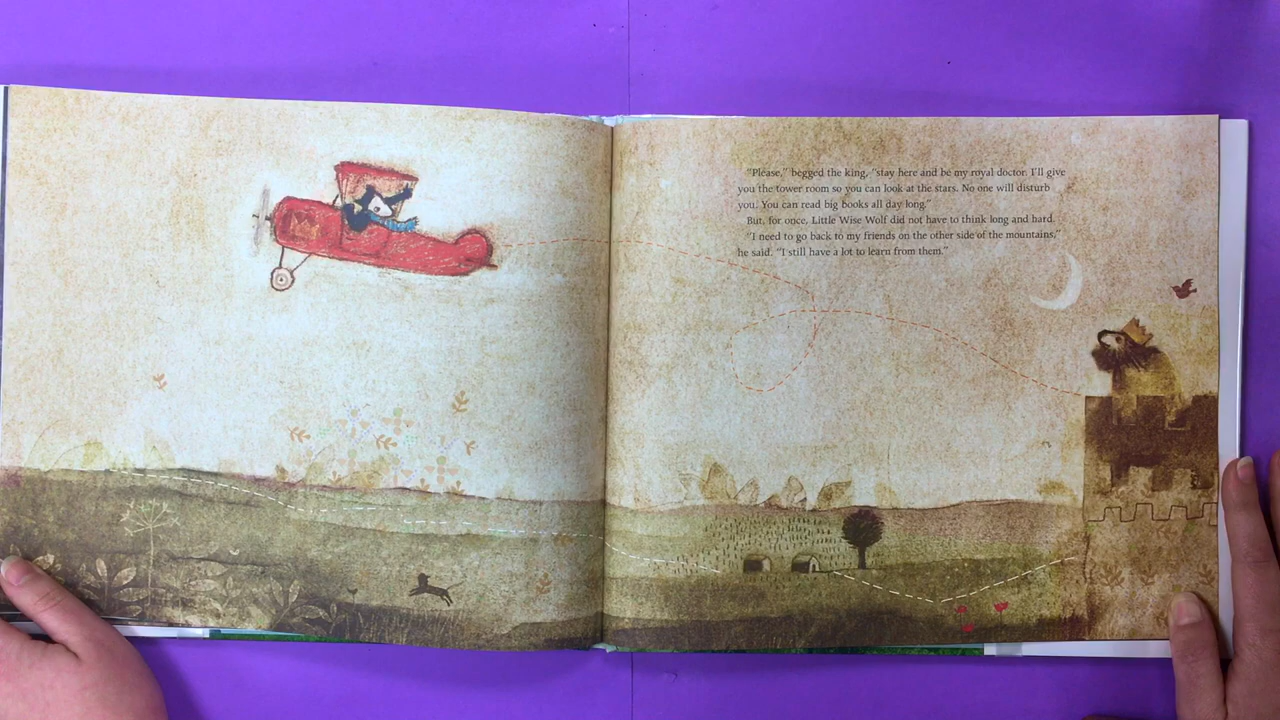 "Please," begged the king, "stay here and be my royal doctor. I'll give
you the tower room so you can look at the stars. No one will disturb
you. You can read big books all day long."
But, for once, Little Wise Wolf did not have to think long and hard.
"I need to go back to my friends on the other side of the mountains,"
he said. "I still have a lot to learn from them."